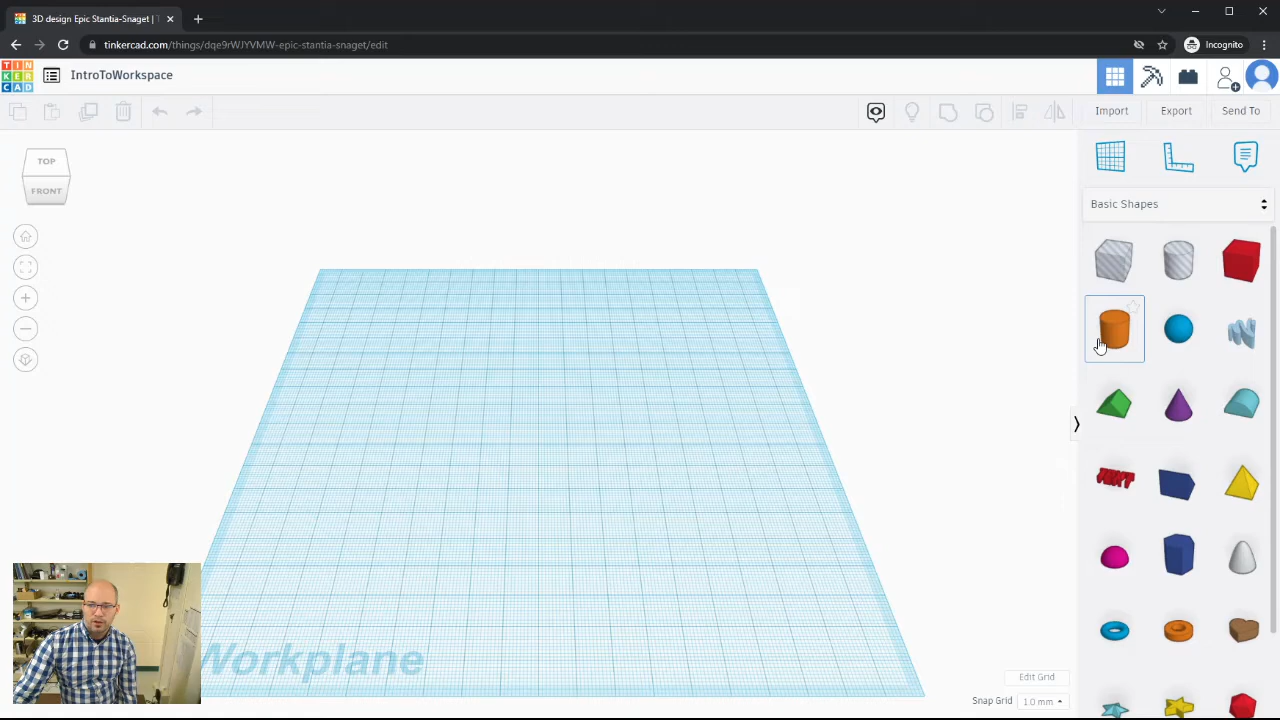 3D design Epic Stantia-Snaget | T
tinkercad.com/things/dqe9rWJYVMW-epic-stantia-snaget/edit
Incognito
TIN
KER
CAD
IntroToWorkspace
Import
Export
Send To
TOP
FRONT
Basic Shapes
TEXT
Workplane
Edit Grid
Snap Grid
1.0 mm